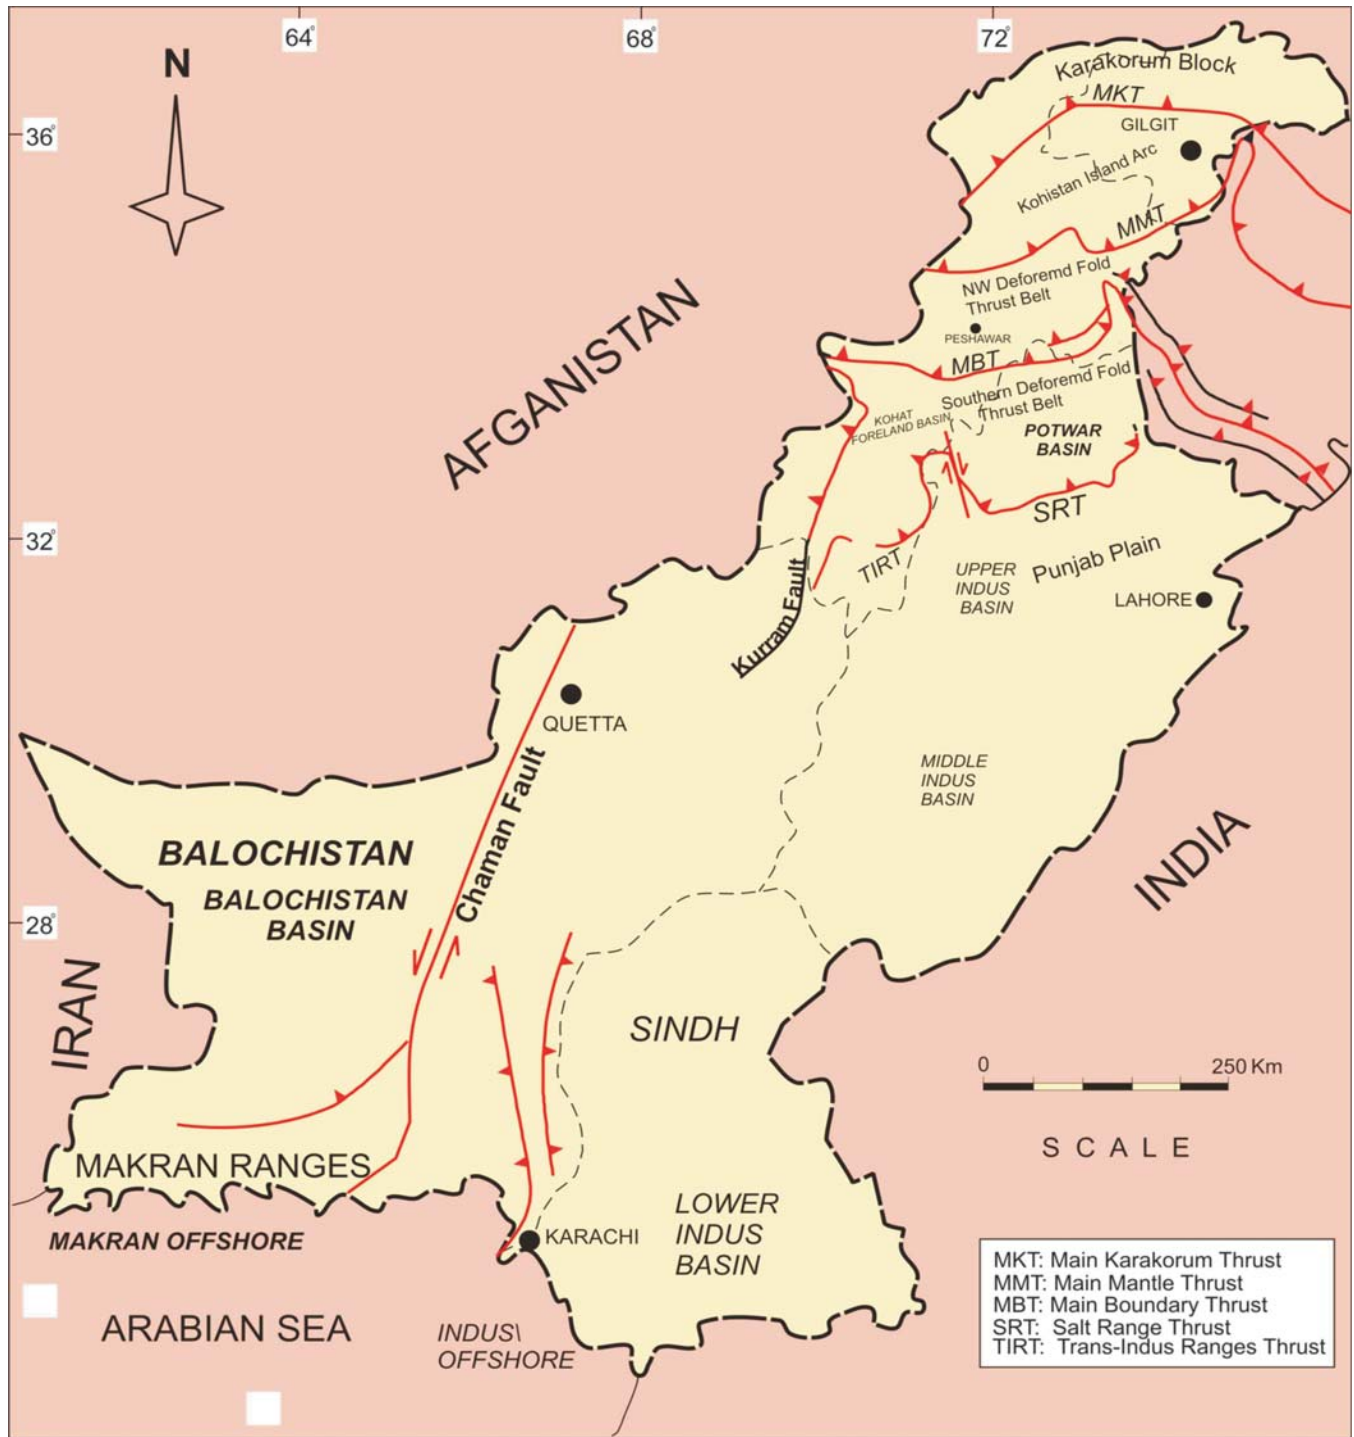 64°
68°
72°
N
Karakorum Block
MKT
36°
GILGIT
Kohistan Island Arc
MMT
NW Deforemd Fold
Thrust Belt
AFGANISTAN
PESHAWAR
MBT
Southern Deforemd Fold
Thrust Belt
KOHAT
FORELAND BASIN
POTWAR
BASIN
SRT
32°
TIRT
Punjab Plain
UPPER
INDUS
BASIN
LAHORE
Kurram Fault
QUETTA
MIDDLE
INDUS
BASIN
Chaman Fault
BALOCHISTAN
BALOCHISTAN
BASIN
INDIA
28°
IRAN
SINDH
0
250 Km
SCALE
MAKRAN RANGES
LOWER
INDUS
BASIN
MAKRAN OFFSHORE
KARACHI
ARABIAN SEA
INDUS\
OFFSHORE
MKT: Main Karakorum Thrust
MMT: Main Mantle Thrust
MBT: Main Boundary Thrust
SRT: Salt Range Thrust
TIRT: Trans-Indus Ranges Thrust